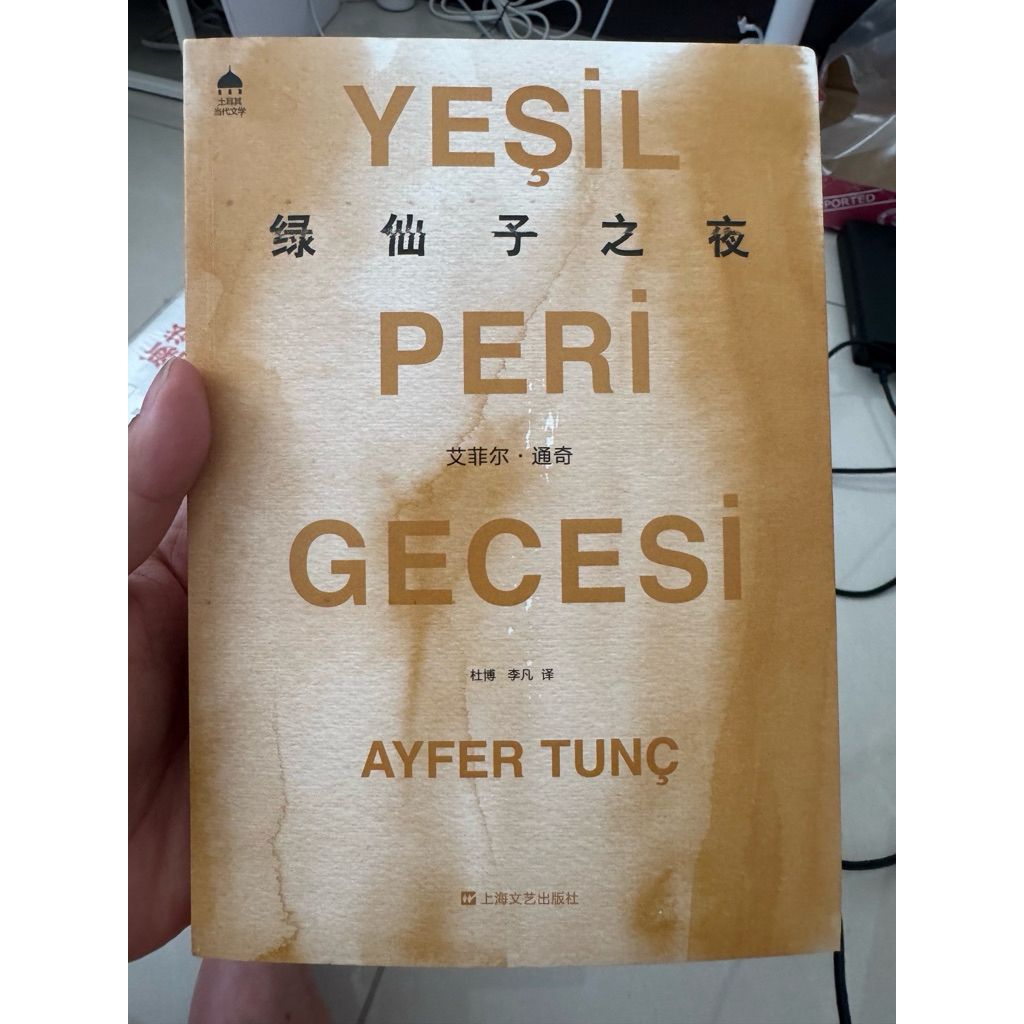 土耳其
当代文学
YEŞİL
绿仙子之夜
PERİ
艾菲尔·通奇
GECESİ
杜博 李凡 译
AYFER TUNÇ
上海文艺出版社
PORTED